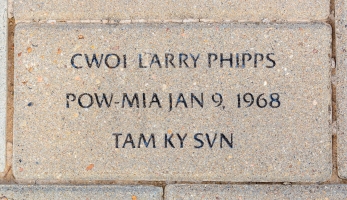 CWO1 LARRY PHIPPS
POW-MIA JAN 9, 1968
TAM KY SVN